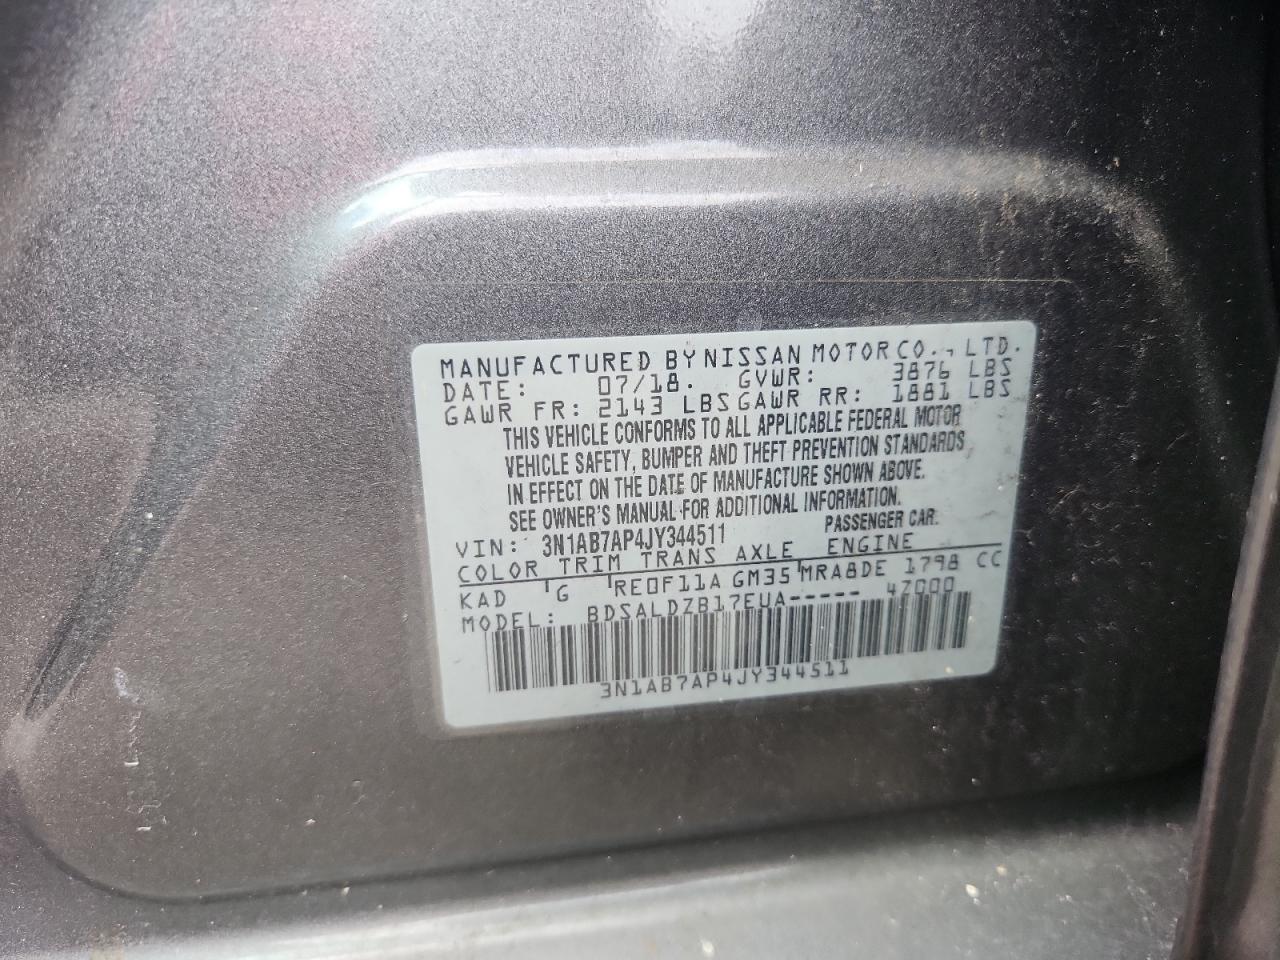 MANUFACTURED BY NISSAN MOTOR CO., LTD.
DATE: 07/18. GVWR: 3876 LBS
GAWR FR: 2143 LBS GAWR RR: 1881 LBS
THIS VEHICLE CONFORMS TO ALL APPLICABLE FEDERAL MOTOR
VEHICLE SAFETY, BUMPER AND THEFT PREVENTION STANDARDS
IN EFFECT ON THE DATE OF MANUFACTURE SHOWN ABOVE.
SEE OWNER'S MANUAL FOR ADDITIONAL INFORMATION.
VIN: 3N1AB7AP4JY344511 PASSENGER CAR.
COLOR TRIM TRANS AXLE ENGINE
KAD G RE0F11A GM35 MRA8DE 1798 CC
MODEL: BDSALDZB17EUA----- 47000
3N1AB7AP4JY344511